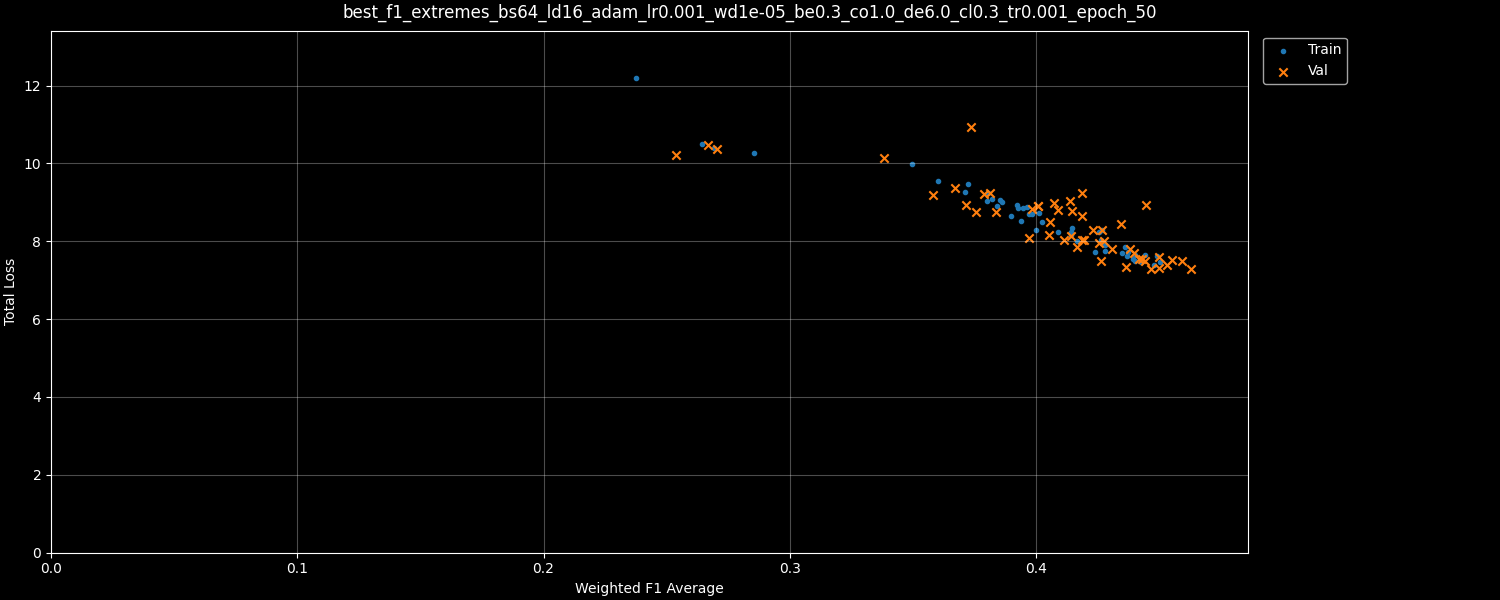 best_f1_extremes_bs64_ld16_adam_lr0.001_wd1e-05_be0.3_co1.0_de6.0_cl0.3_tr0.001_epoch_50
Train
Val
12
10
8
6
4
2
0
Total Loss
0.0 0.1 0.2 0.3 0.4
Weighted F1 Average